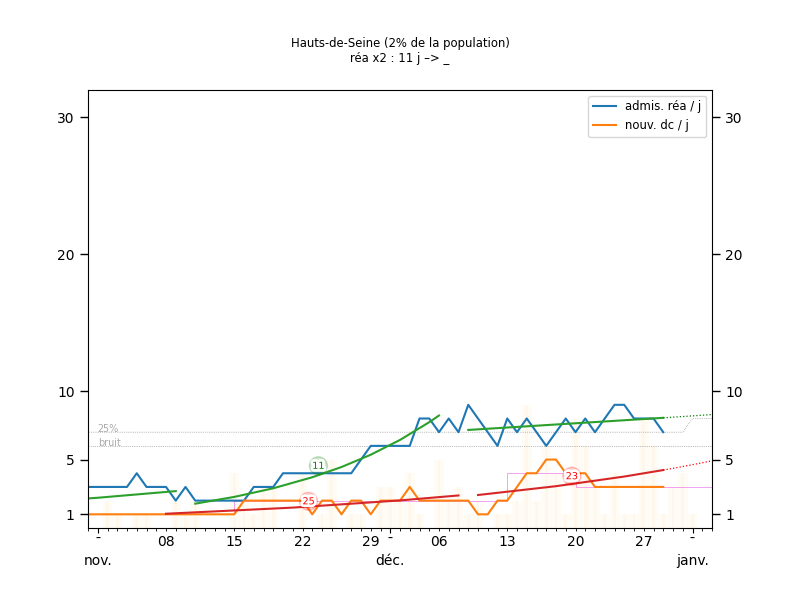 Hauts-de-Seine (2% de la population)
réa x2 : 11 j –> _
admis. réa / j
nouv. dc / j
30 30
20 20
10 10
5 5
1 1
25%
bruit
11
25
23
- 08 15 22 29 - 06 13 20 27 -
nov. déc. janv.